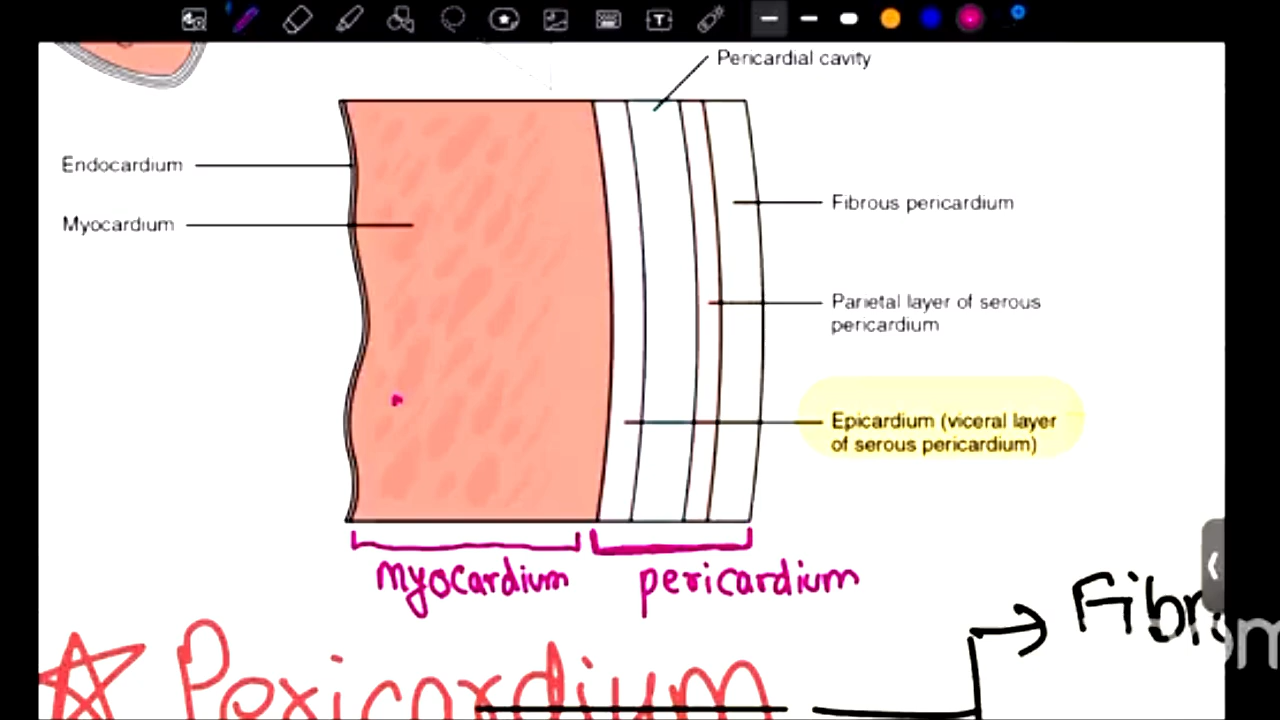 Pericardial cavity
Endocardium
Myocardium
Fibrous pericardium
Parietal layer of serous
pericardium
Epicardium (viceral layer
of serous pericardium)
myocardium
pericardium
Pericardium